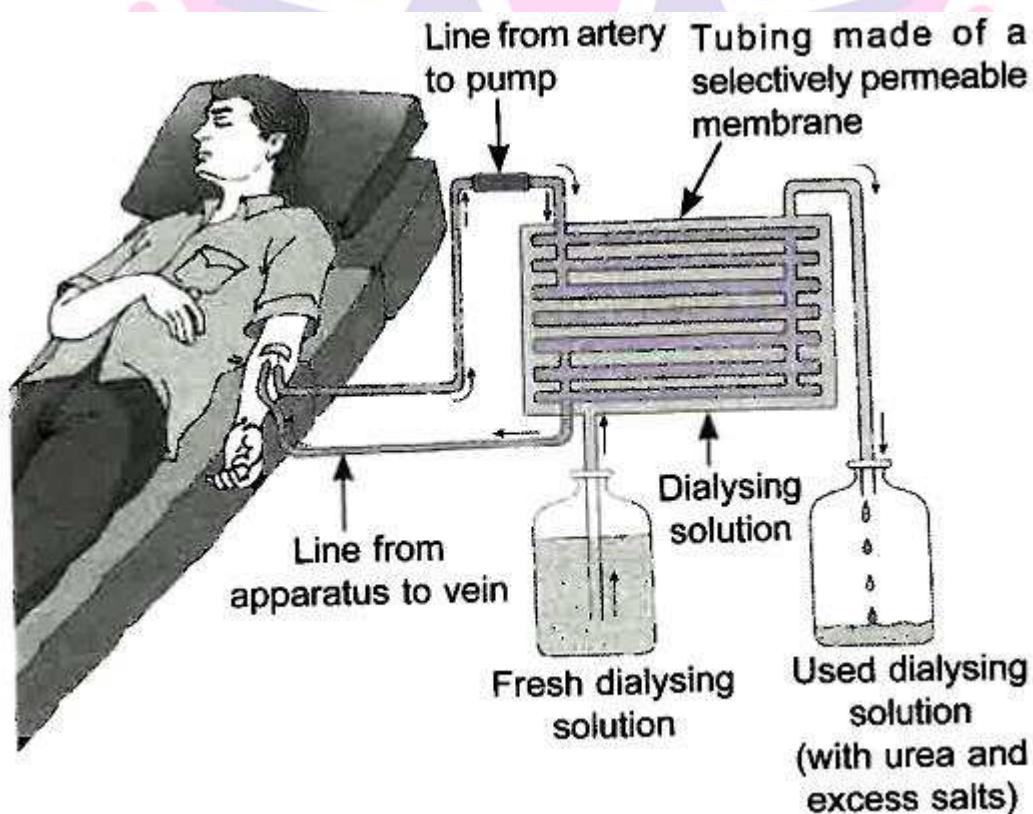 Line from artery
to pump
Tubing made of a
selectively permeable
membrane
Dialysing
solution
Line from
apparatus to vein
Fresh dialysing
solution
Used dialysing
solution
(with urea and
excess salts)